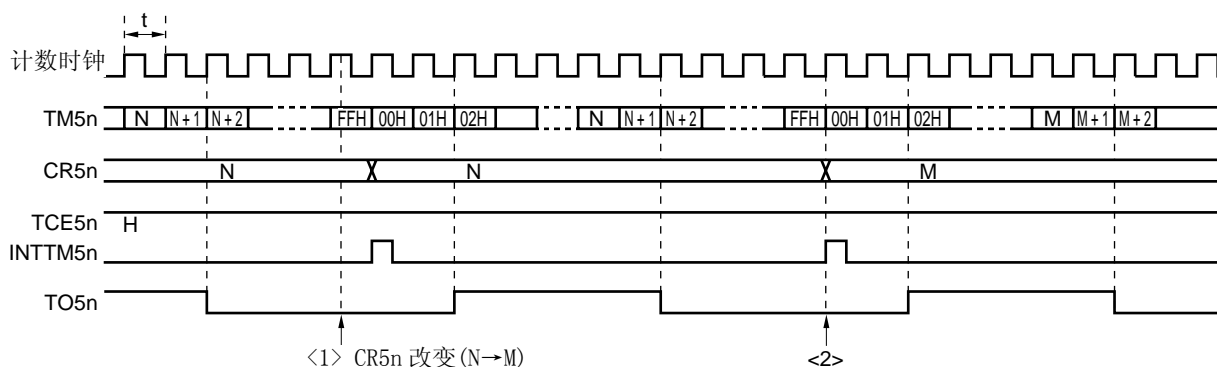 t
计数时钟
TM5n N N+1 N+2 FFH 00H 01H 02H N N+1 N+2 FFH 00H 01H 02H M M+1 M+2
CR5n N N M
TCE5n H
INTTM5n
TO5n
<1> CR5n 改变(N→M) <2>